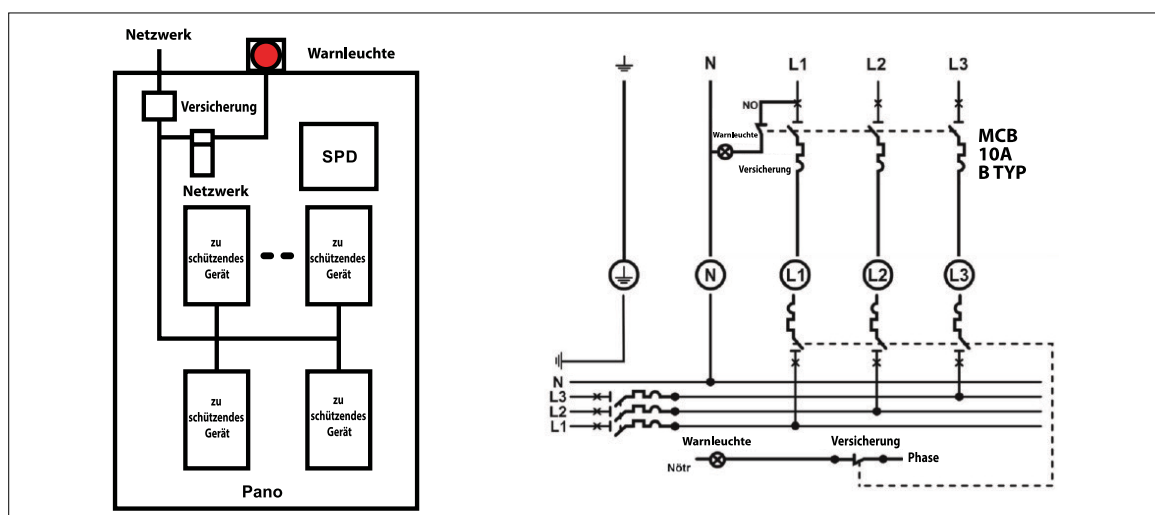 Netzwerk
Warnleuchte
Versicherung
SPD
Netzwerk
zu
schützendes
Gerät
zu
schützendes
Gerät
zu
schützendes
Gerät
zu
schützendes
Gerät
Pano
N
L1
L2
L3
NO
Warnleuchte
Versicherung
MCB
10A
B TYP
N
L1
L2
L3
N
L3
L2
L1
Warnleuchte
Versicherung
Nötr
Phase